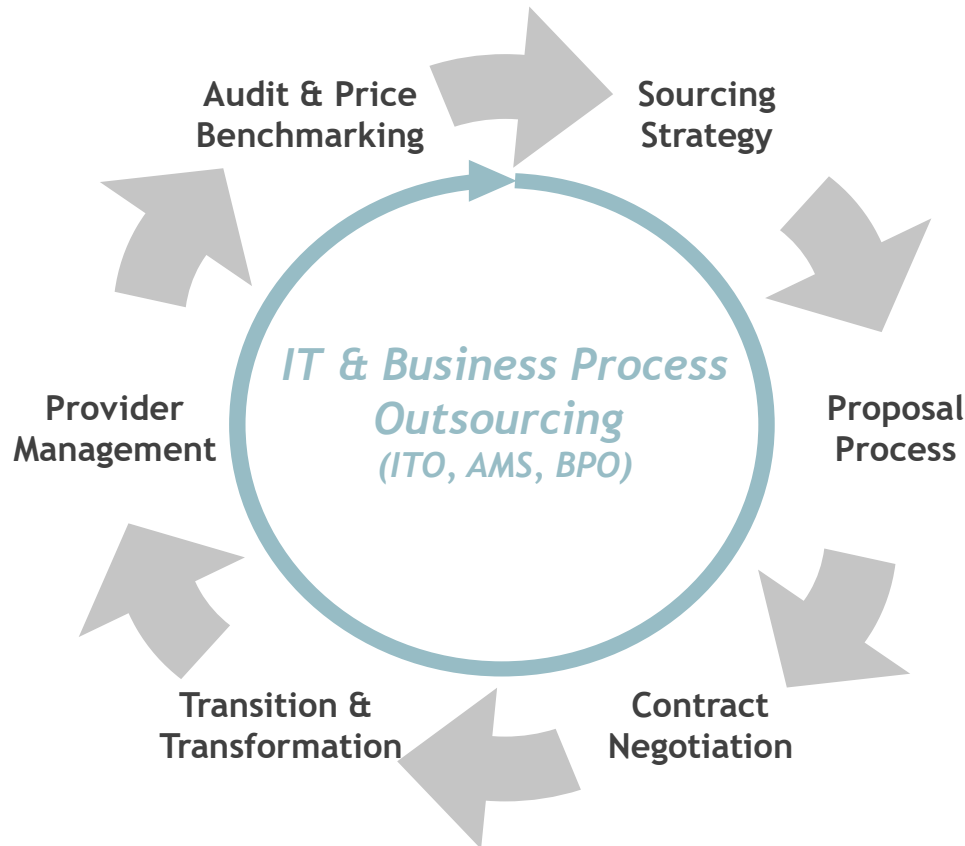 Audit & Price
Benchmarking
Sourcing
Strategy
IT & Business Process
Outsourcing
(ITO, AMS, BPO)
Provider
Management
Proposal
Process
Transition &
Transformation
Contract
Negotiation